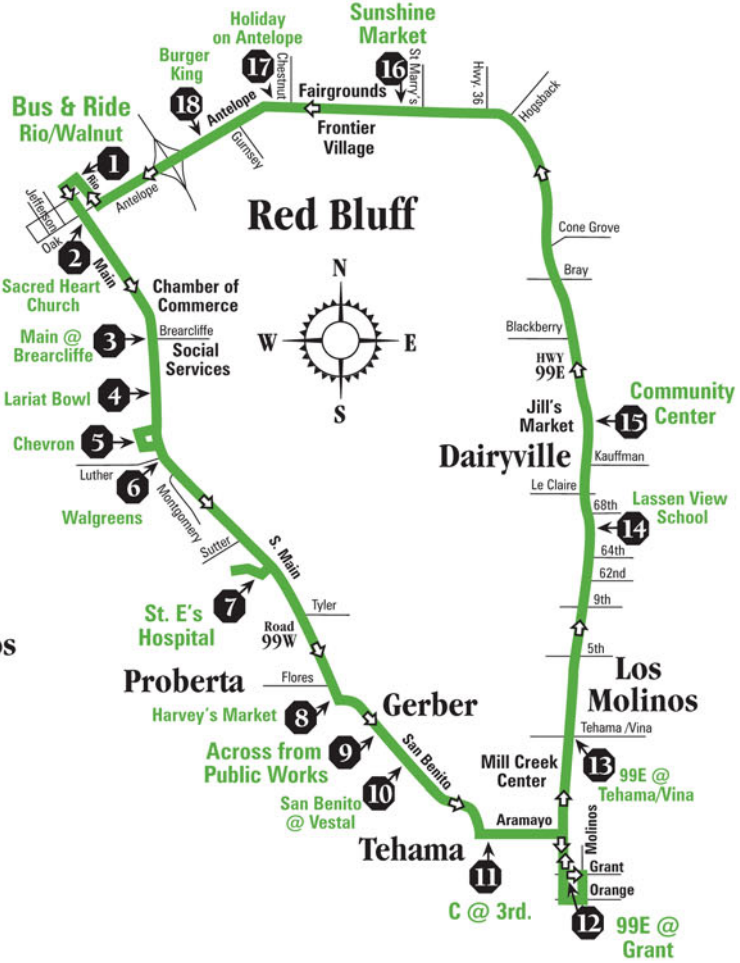 Holiday
on Antelope
Sunshine
Market
Burger
King
17
Chestnut
Fairgrounds
16
St Marry's
Hwy. 36
Hogsback
18
Antelope
Frontier
Village
Gurnsey
Bus & Ride
Rio/Walnut
1
Rio
Antelope
Jefferson
Oak
2
Main
Red Bluff
Cone Grove
Bray
N
W
E
S
Sacred Heart
Church
Chamber of
Commerce
Main @
Brearcliffe
3
Brearcliffe
Social
Services
Blackberry
HWY
99E
Lariat Bowl
4
Jill's
Market
15
Community
Center
Chevron
5
Dairyville
Kauffman
Luther
6
Walgreens
Montgomery
Le Claire
68th
14
Lassen View
School
Sutter
S. Main
64th
62nd
7
St. E's
Hospital
Tyler
Road
99W
9th
os
5th
Proberta
Flores
Los
Molinos
Harvey's Market
8
Gerber
Tehama /Vina
Across from
Public Works
9
San Benito
Mill Creek
Center
13
99E @
Tehama/Vina
San Benito
@ Vestal
10
Aramayo
Molinos
Tehama
Grant
11
Orange
C @ 3rd.
12
99E @
Grant